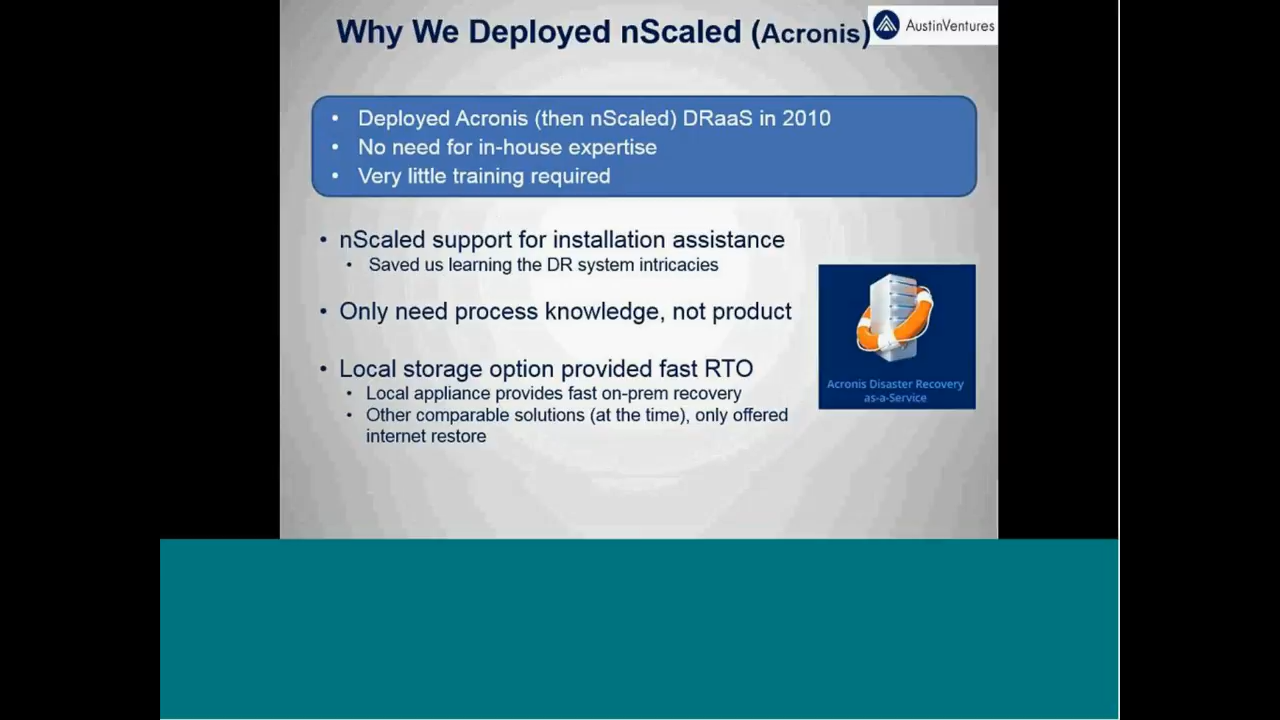 Why We Deployed nScaled (Acronis)
AustinVentures
• Deployed Acronis (then nScaled) DRaaS in 2010
• No need for in-house expertise
• Very little training required
• nScaled support for installation assistance
• Saved us learning the DR system intricacies
• Only need process knowledge, not product
• Local storage option provided fast RTO
• Local appliance provides fast on-prem recovery
• Other comparable solutions (at the time), only offered
internet restore
Acronis Disaster Recovery
as-a-Service